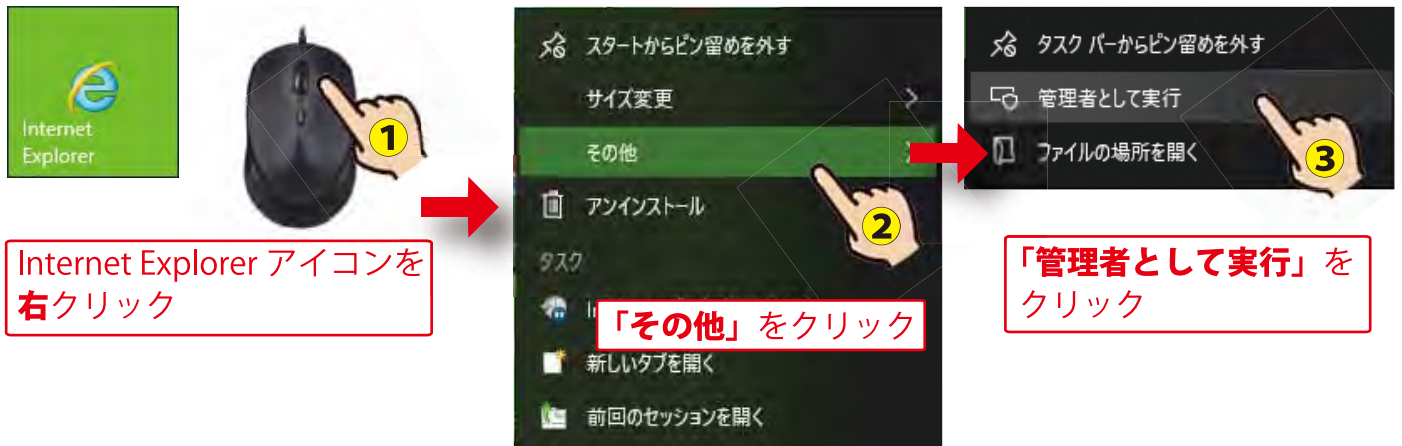 Internet
Explorer
1
Internet Explorer アイコンを
右クリック
スタートからピン留めを外す
サイズ変更
その他
アンインストール
タスク
2
「その他」をクリック
新しいタブを開く
前回のセッションを開く
タスク バーからピン留めを外す
管理者として実行
ファイルの場所を開く
3
「管理者として実行」を
クリック